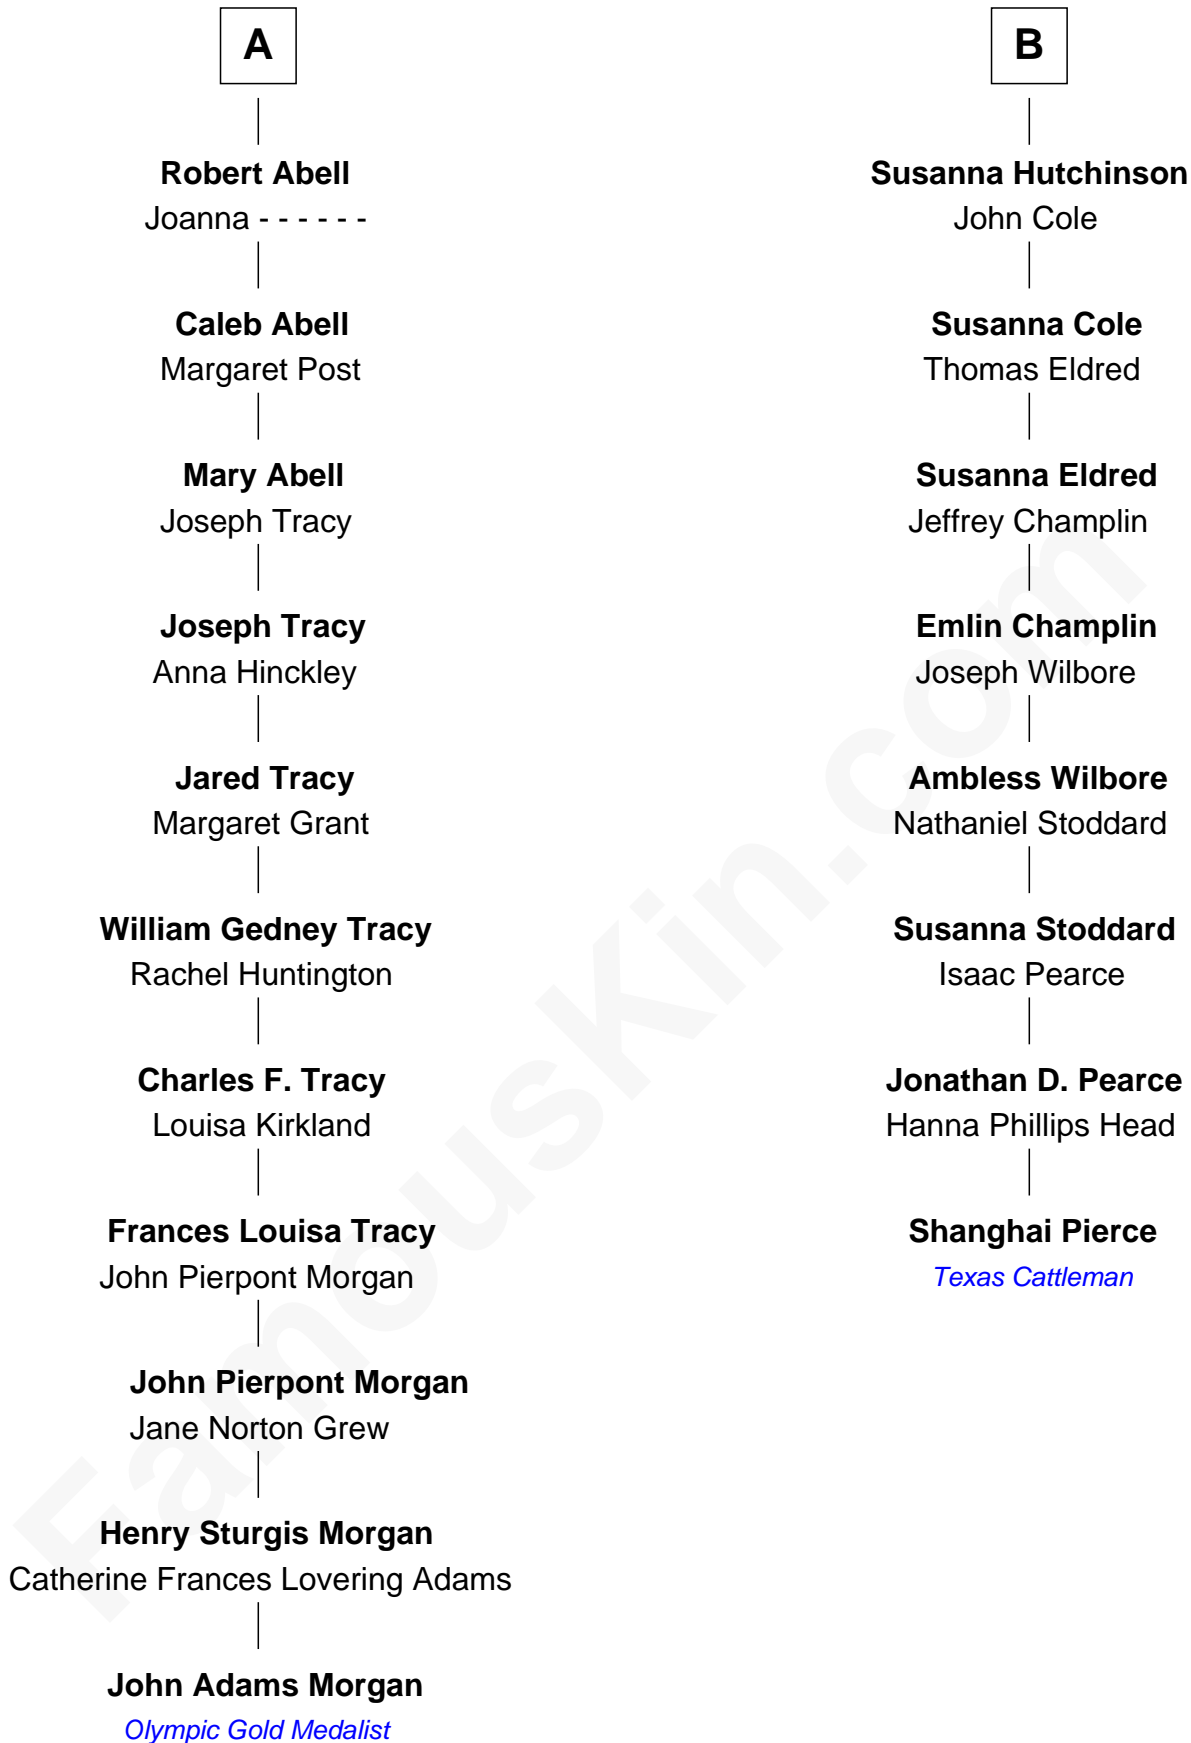 A
Robert Abell
Joanna - - - - - -
Caleb Abell
Margaret Post
Mary Abell
Joseph Tracy
Joseph Tracy
Anna Hinckley
Jared Tracy
Margaret Grant
William Gedney Tracy
Rachel Huntington
Charles F. Tracy
Louisa Kirkland
Frances Louisa Tracy
John Pierpont Morgan
John Pierpont Morgan
Jane Norton Grew
Henry Sturgis Morgan
Catherine Frances Lovering Adams
John Adams Morgan
Olympic Gold Medalist
B
Susanna Hutchinson
John Cole
Susanna Cole
Thomas Eldred
Susanna Eldred
Jeffrey Champlin
Emlin Champlin
Joseph Wilbore
Ambless Wilbore
Nathaniel Stoddard
Susanna Stoddard
Isaac Pearce
Jonathan D. Pearce
Hanna Phillips Head
Shanghai Pierce
Texas Cattleman
FamousKin.com